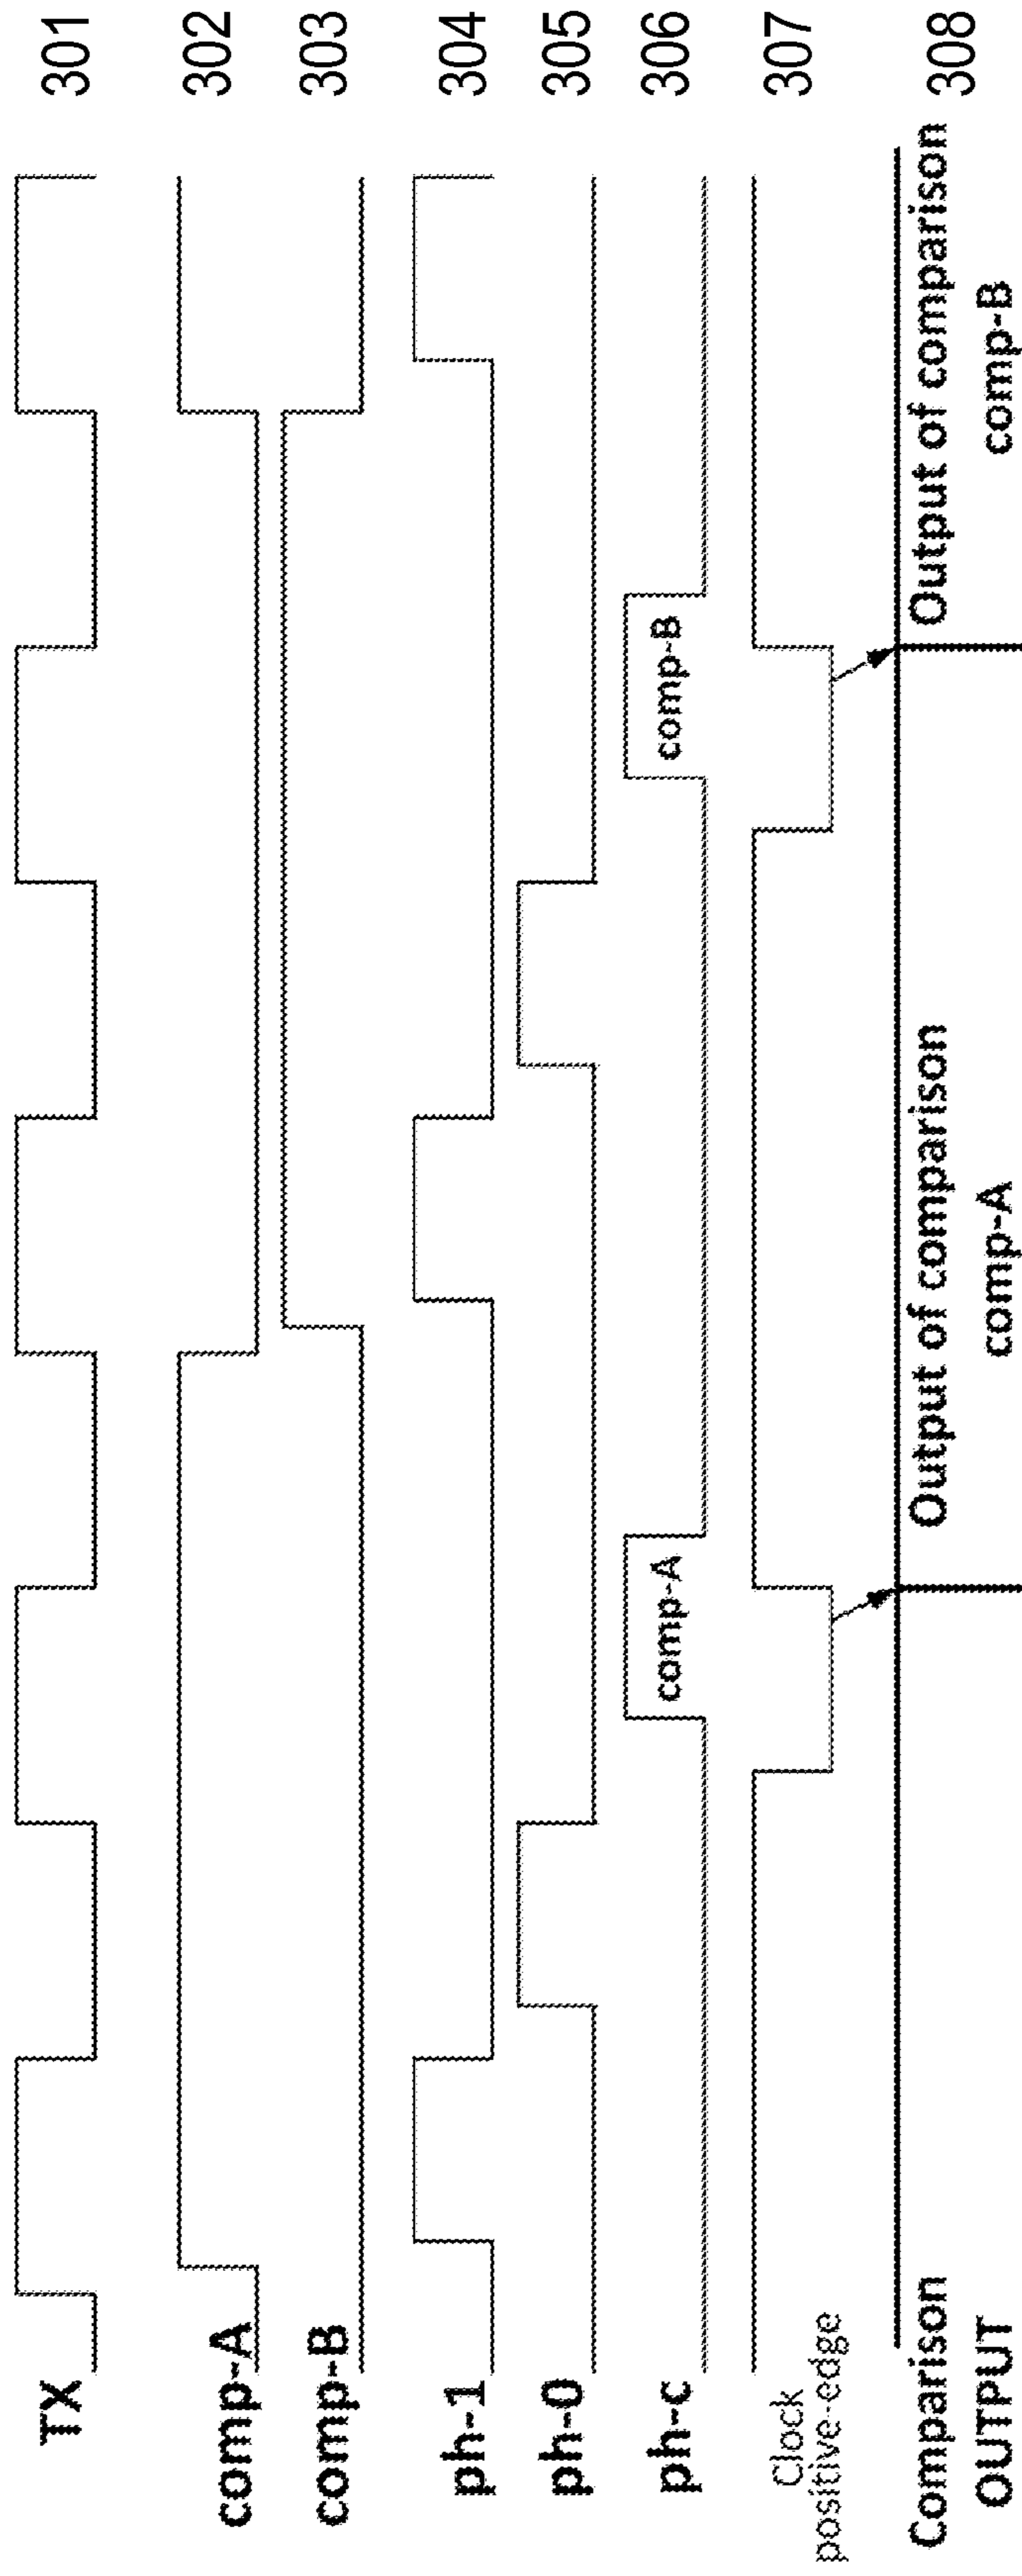 TX 301
comp-A 302
comp-B 303
ph-1 304
ph-0 305
ph-c comp-A comp-B 306
Clock
positive-edge 307
Comparison Output of comparison Output of comparison 308
OUTPUT comp-A comp-B